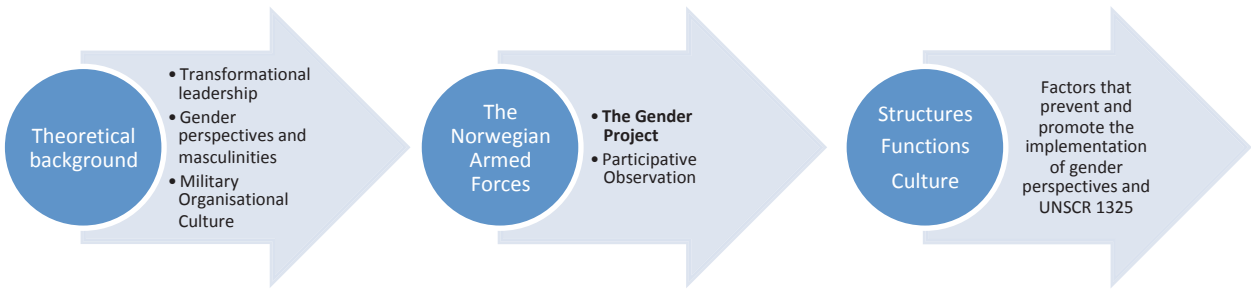 Theoretical
background
• Transformational
leadership
• Gender
perspectives and
masculinities
• Military
Organisational
Culture
The
Norwegian
Armed
Forces
• The Gender
Project
• Participative
Observation
Structures
Functions
Culture
Factors that
prevent and
promote the
implementation
of gender
perspectives and
UNSCR 1325